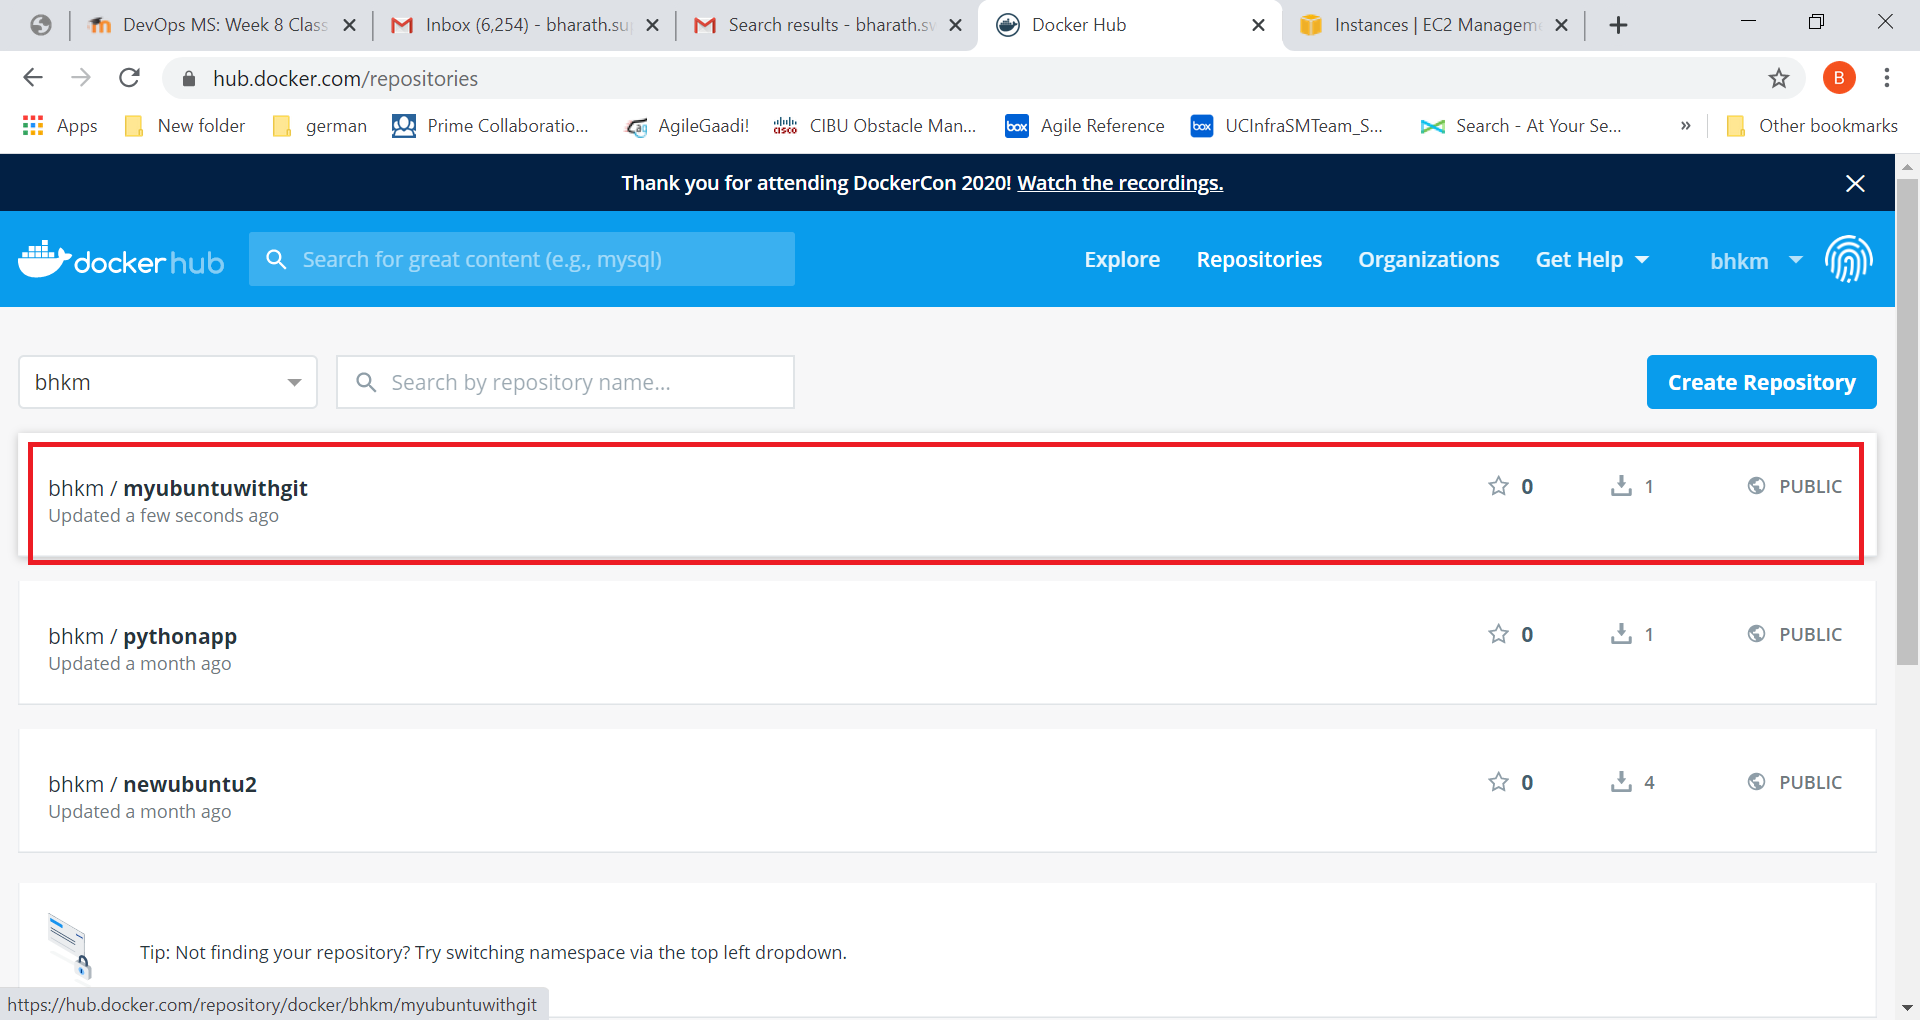 DevOps MS: Week 8 Class
Inbox (6,254) - bharath.su
Search results - bharath.sw
Docker Hub
Instances | EC2 Managem
hub.docker.com/repositories
B
Apps
New folder
german
Prime Collaboratio...
AgileGaadi!
CIBU Obstacle Man...
Agile Reference
UCInfraSMTeam_S...
Search - At Your Se...
»
Other bookmarks
Thank you for attending DockerCon 2020! Watch the recordings.
docker hub
Search for great content (e.g., mysql)
Explore
Repositories
Organizations
Get Help
bhkm
bhkm
Search by repository name...
Create Repository
bhkm / myubuntuwithgit
0
1
PUBLIC
Updated a few seconds ago
bhkm / pythonapp
0
1
PUBLIC
Updated a month ago
bhkm / newubuntu2
0
4
PUBLIC
Updated a month ago
Tip: Not finding your repository? Try switching namespace via the top left dropdown.
https://hub.docker.com/repository/docker/bhkm/myubuntuwithgit